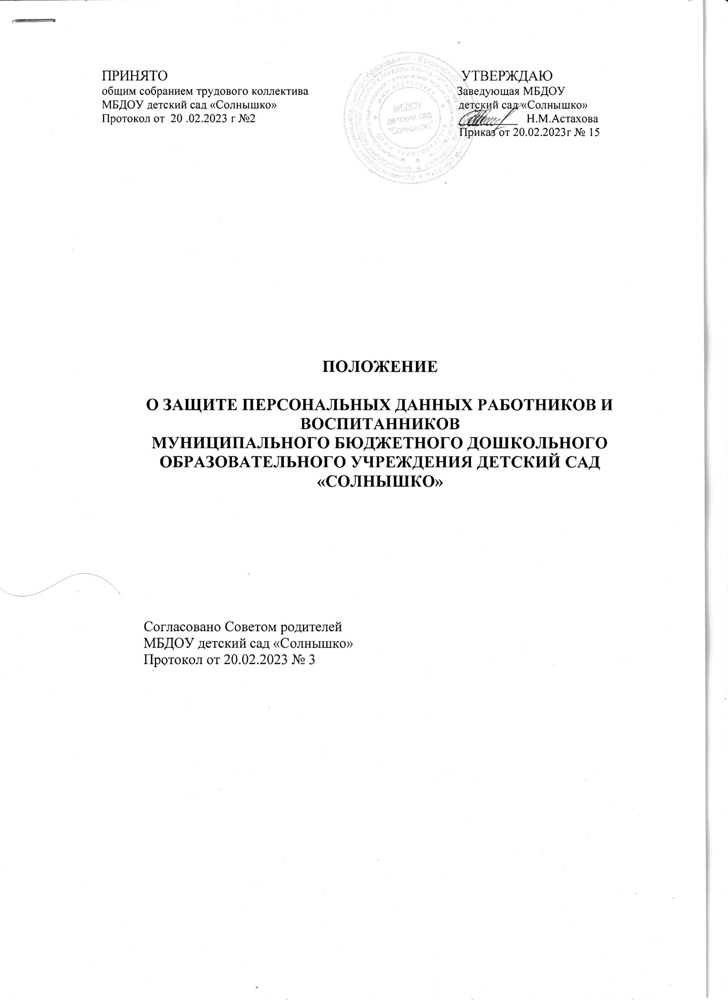 ПРИНЯТО
общим собранием трудового коллектива
МБДОУ детский сад «Солнышко»
Протокол от 20 .02.2023 г №2
УТВЕРЖДАЮ
Заведующая МБДОУ
детский сад «Солнышко»
Н.М.Астахова
Приказ от 20.02.2023г № 15
МБДОУ
детский сад
"Солнышко"
ИНН 6707002444
ПОЛОЖЕНИЕ
О ЗАЩИТЕ ПЕРСОНАЛЬНЫХ ДАННЫХ РАБОТНИКОВ И
ВОСПИТАННИКОВ
МУНИЦИПАЛЬНОГО БЮДЖЕТНОГО ДОШКОЛЬНОГО
ОБРАЗОВАТЕЛЬНОГО УЧРЕЖДЕНИЯ ДЕТСКИЙ САД
«СОЛНЫШКО»
Согласовано Советом родителей
МБДОУ детский сад «Солнышко»
Протокол от 20.02.2023 № 3